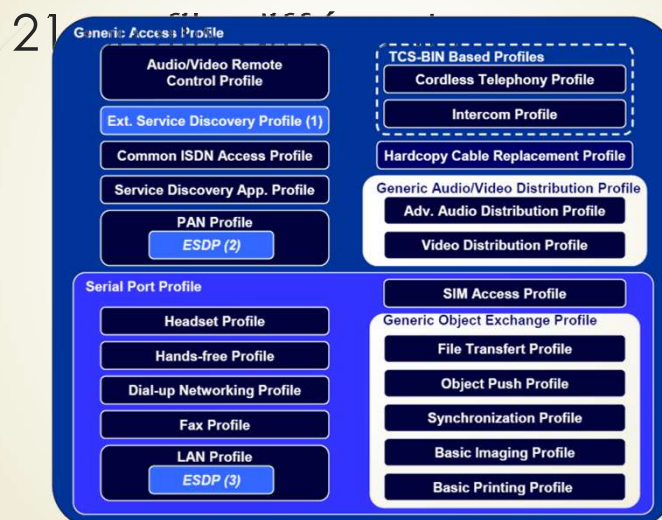 21
Generic Access Profile
Audio/Video Remote
Control Profile
Ext. Service Discovery Profile (1)
Common ISDN Access Profile
Service Discovery App. Profile
PAN Profile
ESDP (2)
TCS-BIN Based Profiles
Cordless Telephony Profile
Intercom Profile
Hardcopy Cable Replacement Profile
Generic Audio/Video Distribution Profile
Adv. Audio Distribution Profile
Video Distribution Profile
Serial Port Profile
Headset Profile
Hands-free Profile
Dial-up Networking Profile
Fax Profile
LAN Profile
ESDP (3)
SIM Access Profile
Generic Object Exchange Profile
File Transfert Profile
Object Push Profile
Synchronization Profile
Basic Imaging Profile
Basic Printing Profile